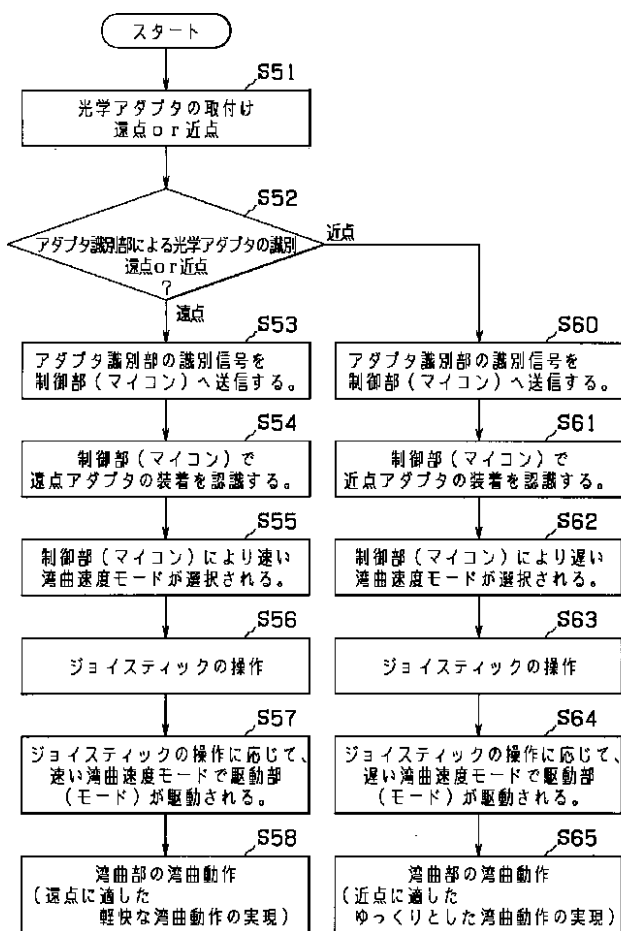 スタート
S51
光学アダプタの取付け
遠点or近点
S52
アダプタ識別部による光学アダプタの識別
遠点or近点
?
近点
遠点
S53
アダプタ識別部の識別信号を
制御部(マイコン)へ送信する。
S54
制御部(マイコン)で
遠点アダプタの装着を認識する。
S55
制御部(マイコン)により速い
湾曲速度モードが選択される。
S56
ジョイスティックの操作
S57
ジョイスティックの操作に応じて、
速い湾曲速度モードで駆動部
(モード)が駆動される。
S58
湾曲部の湾曲動作
(遠点に適した
軽快な湾曲動作の実現)
S60
アダプタ識別部の識別信号を
制御部(マイコン)へ送信する。
S61
制御部(マイコン)で
近点アダプタの装着を認識する。
S62
制御部(マイコン)により遅い
湾曲速度モードが選択される。
S63
ジョイスティックの操作
S64
ジョイスティックの操作に応じて、
遅い湾曲速度モードで駆動部
(モード)が駆動される。
S65
湾曲部の湾曲動作
(近点に適した
ゆっくりとした湾曲動作の実現)